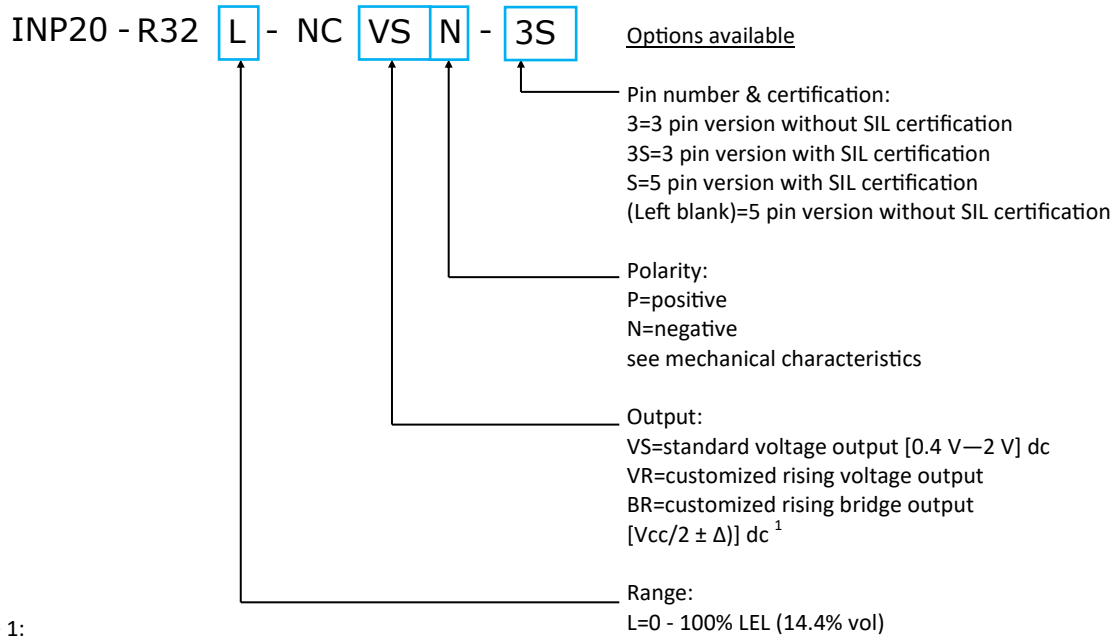 INP20 - R32 L - NC VS N - 3S
Options available
Pin number & certification:
3=3 pin version without SIL certification
3S=3 pin version with SIL certification
S=5 pin version with SIL certification
(Left blank)=5 pin version without SIL certification
Polarity:
P=positive
N=negative
see mechanical characteristics
Output:
VS=standard voltage output [0.4 V—2 V] dc
VR=customized rising voltage output
BR=customized rising bridge output
[Vcc/2 ± Δ)] dc ¹
Range:
L=0 - 100% LEL (14.4% vol)
1: